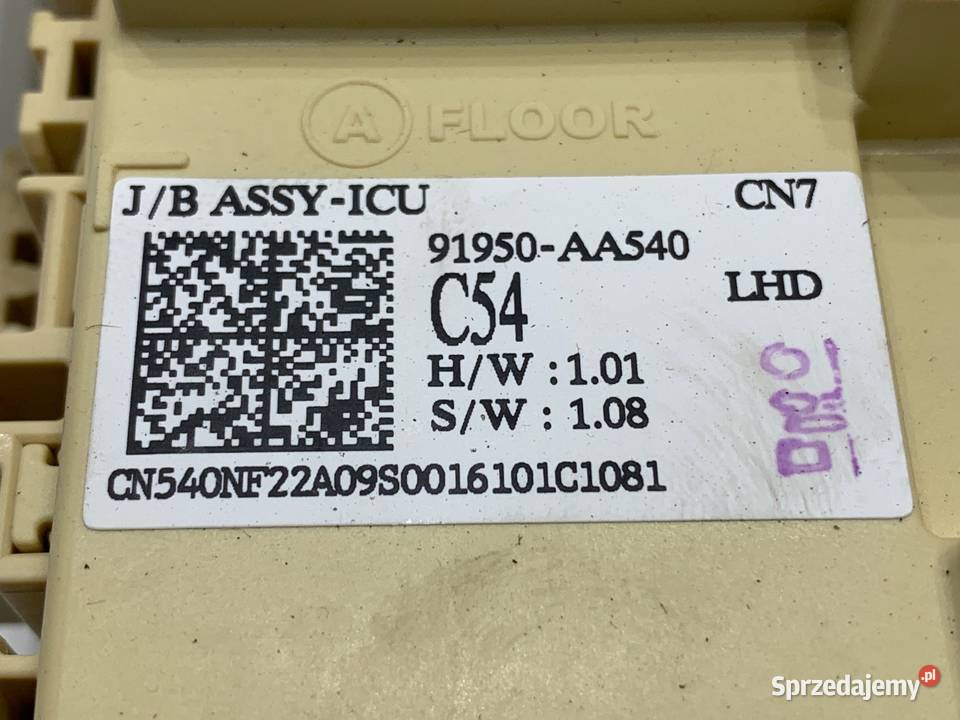 A FLOOR
J/B ASSY-ICU CN7
91950-AA540
C54 LHD
H/W : 1.01
S/W : 1.08
CN540NF22A09S0016101C1081
Sprzedajemy.pl